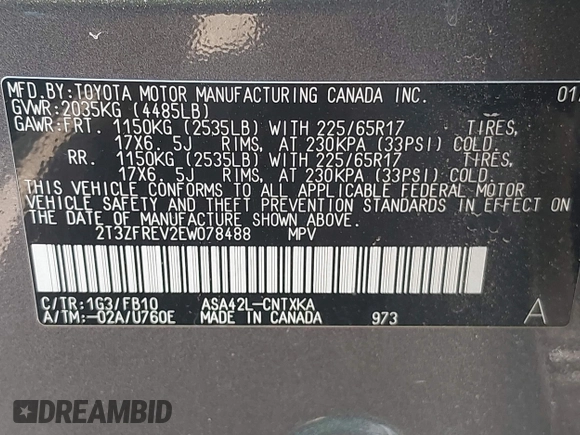 MFD.BY:TOYOTA MOTOR MANUFACTURING CANADA INC. 01
GVWR:2035KG (4485LB)
GAWR:FRT. 1150KG (2535LB) WITH 225/65R17 TIRES,
17X6.5J RIMS, AT 230KPA (33PSI) COLD.
RR. 1150KG (2535LB) WITH 225/65R17 TIRES,
17X6.5J RIMS, AT 230KPA (33PSI) COLD.
THIS VEHICLE CONFORMS TO ALL APPLICABLE FEDERAL MOTOR
VEHICLE SAFETY AND THEFT PREVENTION STANDARDS IN EFFECT ON
THE DATE OF MANUFACTURE SHOWN ABOVE.
2T3ZFREV2EW078488 MPV
C/TR:1G3/FB10 ASA42L-CNTXKA
A/TM:-02A/U760E MADE IN CANADA 973 A
DREAMBID